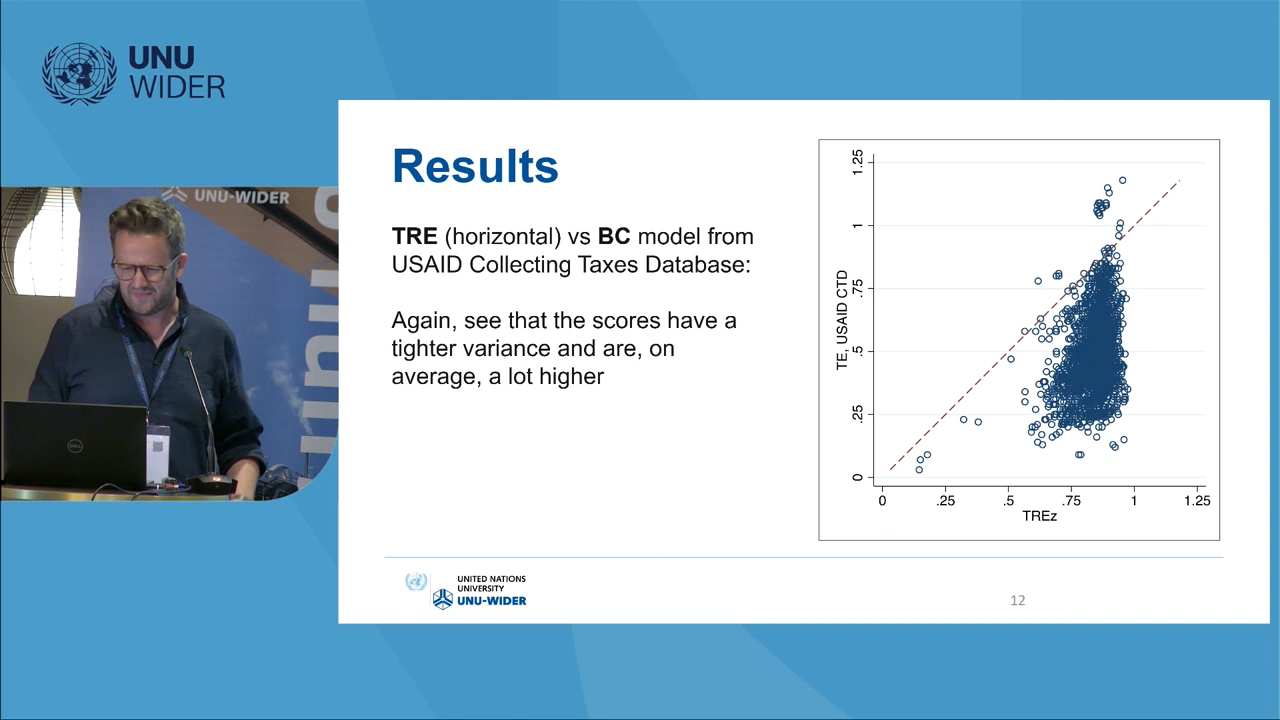 UNU
WIDER
UNU-WIDER
Results
TRE (horizontal) vs BC model from
USAID Collecting Taxes Database:
Again, see that the scores have a
tighter variance and are, on
average, a lot higher
TE, USAID CTD
1.25
1
.75
.5
.25
0
0 .25 .5 .75 1 1.25
TREz
DELL
UNITED NATIONS
UNIVERSITY
UNU-WIDER
12